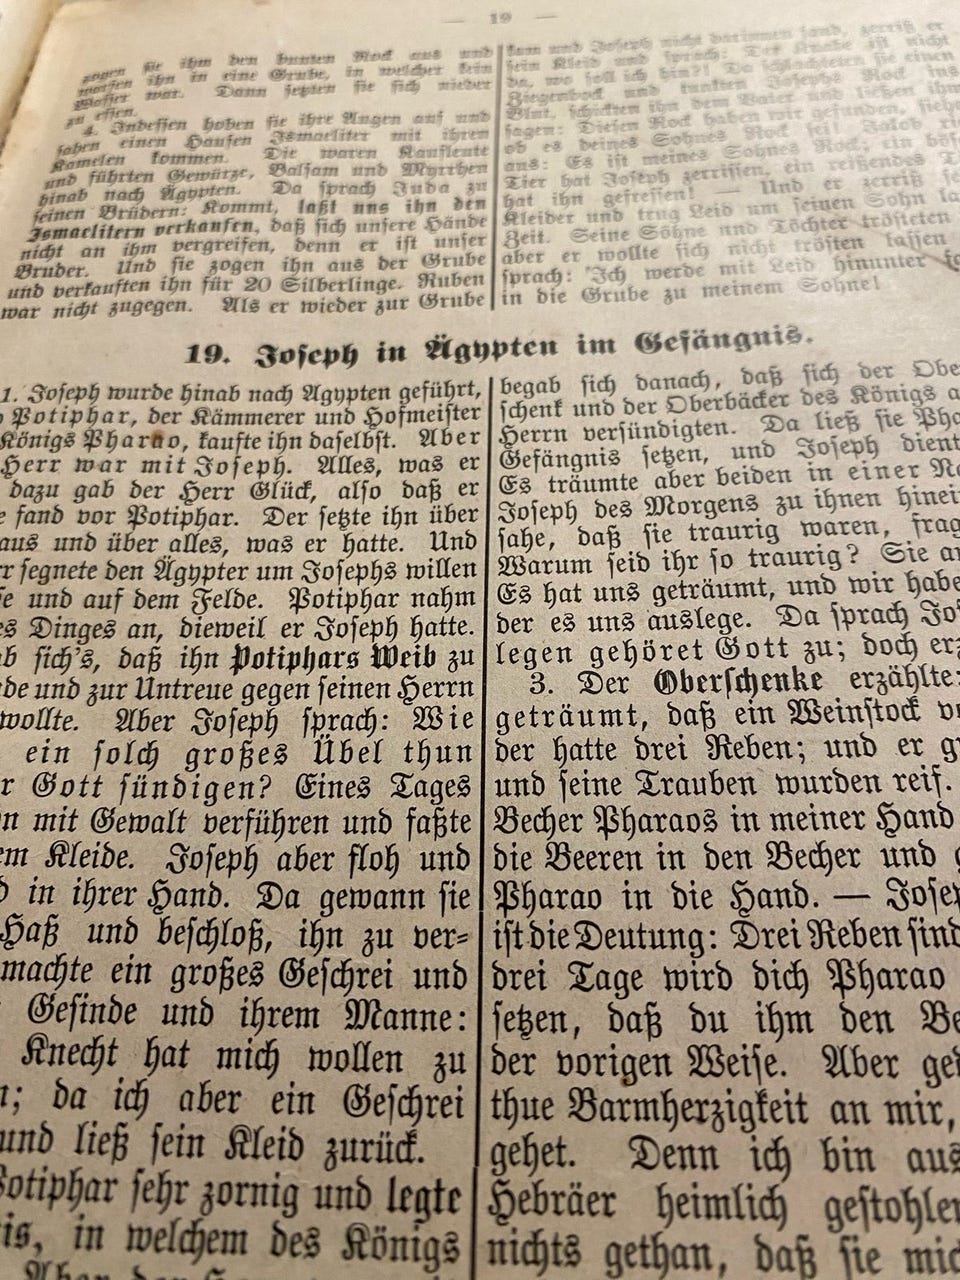 — 19 —
zogen sie ihm den bunten Rock aus und
warfen ihn in eine Grube, in welcher kein
Wasser war. Dann setzten sie sich nieder
zu essen.
4. Indessen hoben sie ihre Augen auf und
sahen einen Haufen Ismaeliter mit ihren
Kamelen kommen. Die waren Kaufleute
und führten Gewürze, Balsam und Myrrhen
hinab nach Ägypten. Da sprach Juda zu
seinen Brüdern: Kommt, laßt uns ihn den
Ismaelitern verkaufen, daß sich unsere Hände
nicht an ihm vergreifen, denn er ist unser
Bruder. Und sie zogen ihn aus der Grube
und verkauften ihn für 20 Silberlinge. Ruben
war nicht zugegen. Als er wieder zur Grube
kam und Joseph nicht darinnen fand, zerriß er
sein Kleid und sprach: Der Knabe ist nicht
da, wo soll ich hin?! Da schlachteten sie einen
Ziegenbock und tunkten Rock ins
Blut, schickten ihn dem Vater und ließen ihm
sagen: Diesen Rock haben wir gefunden, siehe
ob es deines Sohnes Rock sei! Jakob
aus: Es ist meines Sohnes Rock, ein bös
Tier hat Joseph zerrissen, ein reißendes T
hat ihn gefressen! — Und er zerriß se
Kleider und trug Leid um seinen Sohn la
Zeit. Seine Söhne und Töchter trösteten
aber er wollte sich nicht trösten lassen
sprach: Ich werde mit Leid hinunter
in die Grube zu meinem Sohne!
19. Joseph in Ägypten im Gefängnis.
1. Joseph wurde hinab nach Ägypten geführt,
Potiphar, der Kämmerer und Hofmeister
Königs Pharao, kaufte ihn daselbst. Aber
Herr war mit Joseph. Alles, was er
dazu gab der Herr Glück, also daß er
e fand vor Potiphar. Der setzte ihn über
aus und über alles, was er hatte. Und
r segnete den Ägypter um Josephs willen
e und auf dem Felde. Potiphar nahm
es Dinges an, dieweil er Joseph hatte.
b sich's, daß ihn Potiphars Weib zu
de und zur Untreue gegen seinen Herrn
wollte. Aber Joseph sprach: Wie
ein solch großes Übel thun
r Gott sündigen? Eines Tages
n mit Gewalt verführen und faßte
em Kleide. Joseph aber floh und
in ihrer Hand. Da gewann sie
Haß und beschloß, ihn zu ver=
machte ein großes Geschrei und
Gesinde und ihrem Manne:
Knecht hat mich wollen zu
n; da ich aber ein Geschrei
und ließ sein Kleid zurück.
Potiphar sehr zornig und legte
is, in welchem des Königs
begab sich danach, daß sich der Obe
schenk und der Oberbäcker des Königs a
Herrn versündigten. Da ließ sie Pha
Gefängnis setzen, und Joseph dient
Es träumte aber beiden in einer Na
Joseph des Morgens zu ihnen hinei
sahe, daß sie traurig waren, frag
Warum seid ihr so traurig? Sie an
Es hat uns geträumt, und wir habe
der es uns auslege. Da sprach Jos
legen gehöret Gott zu; doch erz
3. Der Oberschenke erzählte:
geträumt, daß ein Weinstock v
der hatte drei Reben; und er g
und seine Trauben wurden reif.
Becher Pharaos in meiner Hand
die Beeren in den Becher und g
Pharao in die Hand. — Josep
ist die Deutung: Drei Reben sind
drei Tage wird dich Pharao
setzen, daß du ihm den Be
der vorigen Weise. Aber ge
thue Barmherzigkeit an mir,
gehet. Denn ich bin aus
Hebräer heimlich gestohlen
nichts gethan, daß sie mic